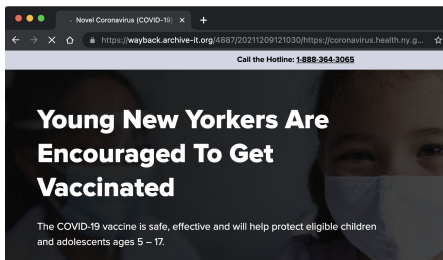 Novel Coronavirus (COVID-19)
https://wayback.archive-it.org/4887/20211209121030/https://coronavirus.health.ny.g...
Call the Hotline: 1-888-364-3065
Young New Yorkers Are
Encouraged To Get
Vaccinated
The COVID-19 vaccine is safe, effective and will help protect eligible children
and adolescents ages 5 – 17.